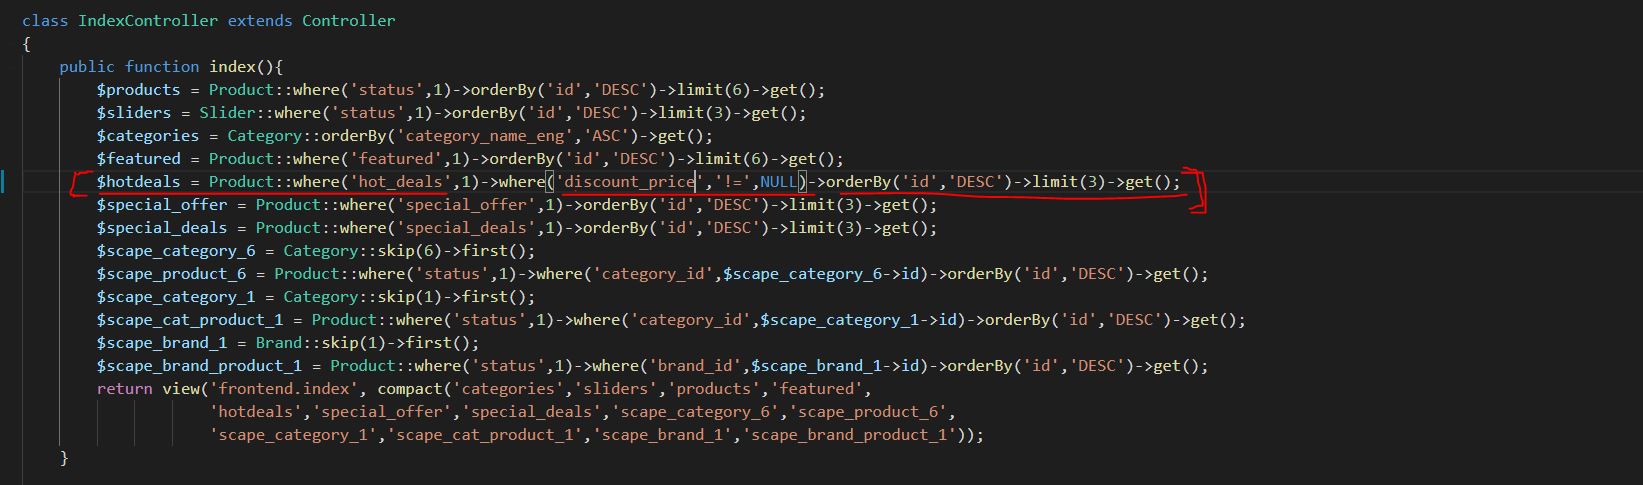 class IndexController extends Controller
{
public function index(){
$products = Product::where('status',1)->orderBy('id','DESC')->limit(6)->get();
$sliders = Slider::where('status',1)->orderBy('id','DESC')->limit(3)->get();
$categories = Category::orderBy('category_name_eng','ASC')->get();
$featured = Product::where('featured',1)->orderBy('id','DESC')->limit(6)->get();
$hotdeals = Product::where('hot_deals',1)->where('discount_price','!=',NULL)->orderBy('id','DESC')->limit(3)->get();
$special_offer = Product::where('special_offer',1)->orderBy('id','DESC')->limit(3)->get();
$special_deals = Product::where('special_deals',1)->orderBy('id','DESC')->limit(3)->get();
$scape_category_6 = Category::skip(6)->first();
$scape_product_6 = Product::where('status',1)->where('category_id',$scape_category_6->id)->orderBy('id','DESC')->get();
$scape_category_1 = Category::skip(1)->first();
$scape_cat_product_1 = Product::where('status',1)->where('category_id',$scape_category_1->id)->orderBy('id','DESC')->get();
$scape_brand_1 = Brand::skip(1)->first();
$scape_brand_product_1 = Product::where('status',1)->where('brand_id',$scape_brand_1->id)->orderBy('id','DESC')->get();
return view('frontend.index', compact('categories','sliders','products','featured',
'hotdeals','special_offer','special_deals','scape_category_6','scape_product_6',
'scape_category_1','scape_cat_product_1','scape_brand_1','scape_brand_product_1'));
}